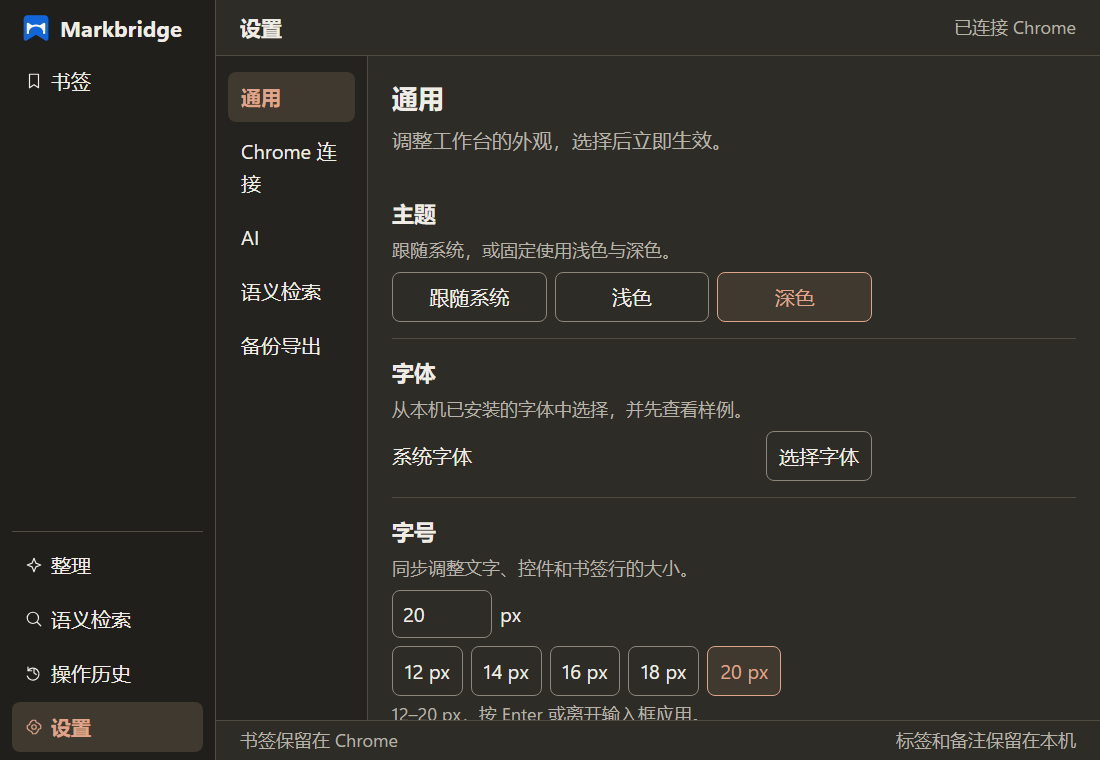 Markbridge
书签
整理
语义检索
操作历史
设置
设置
已连接 Chrome
通用
Chrome 连
接
AI
语义检索
备份导出
通用
调整工作台的外观，选择后立即生效。
主题
跟随系统，或固定使用浅色与深色。
跟随系统 浅色 深色
字体
从本机已安装的字体中选择，并先查看样例。
系统字体 选择字体
字号
同步调整文字、控件和书签行的大小。
20 px
12 px 14 px 16 px 18 px 20 px
12–20 px，按 Enter 或离开输入框应用。
书签保留在 Chrome
标签和备注保留在本机